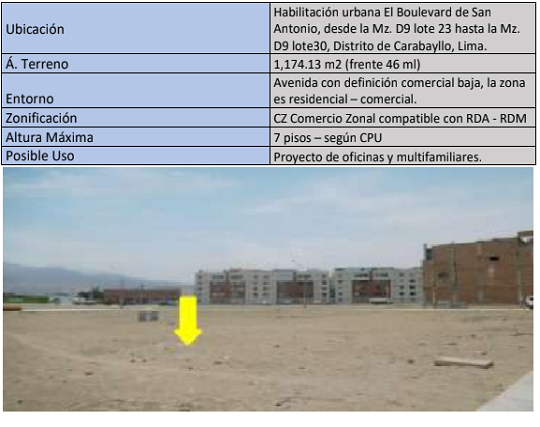 Ubicación
Habilitación urbana El Boulevard de San
Antonio, desde la Mz. D9 lote 23 hasta la Mz.
D9 lote30, Distrito de Carabayllo, Lima.
Á. Terreno
1,174.13 m2 (frente 46 ml)
Entorno
Avenida con definición comercial baja, la zona
es residencial – comercial.
Zonificación
CZ Comercio Zonal compatible con RDA - RDM
Altura Máxima
7 pisos – según CPU
Posible Uso
Proyecto de oficinas y multifamiliares.